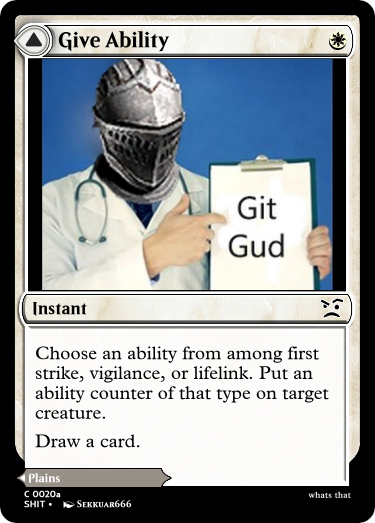 Give Ability
Git
Gud
Instant
Choose an ability from among first
strike, vigilance, or lifelink. Put an
ability counter of that type on target
creature.
Draw a card.
Plains
C 0020a
SHIT • Sekkuar666
whats that